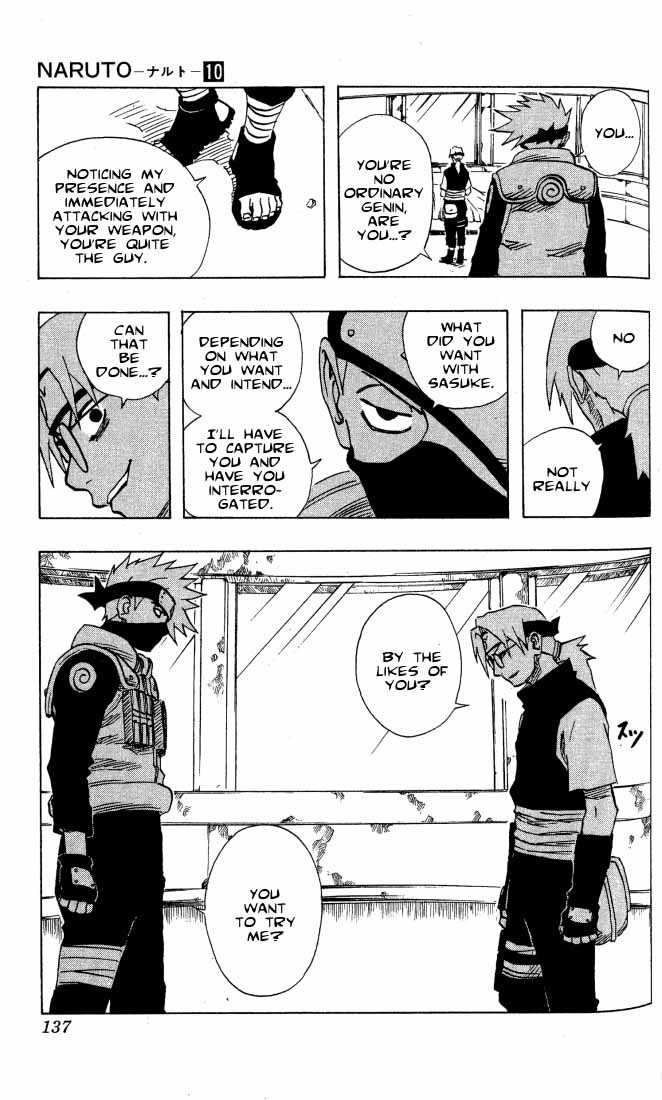 NARUTO-ナルト-10
YOU...
YOU'RE
NO
ORDINARY
GENIN,
ARE
YOU...?
NOTICING MY
PRESENCE AND
IMMEDIATELY
ATTACKING WITH
YOUR WEAPON,
YOU'RE QUITE
THE GUY.
NO
NOT
REALLY
WHAT
DID YOU
WANT
WITH
SASUKE.
DEPENDING
ON WHAT
YOU WANT
AND INTEND...
I'LL HAVE
TO CAPTURE
YOU AND
HAVE YOU
INTERRO-
GATED.
CAN
THAT
BE
DONE...?
BY THE
LIKES OF
YOU?
スッ
YOU
WANT
TO TRY
ME?
137